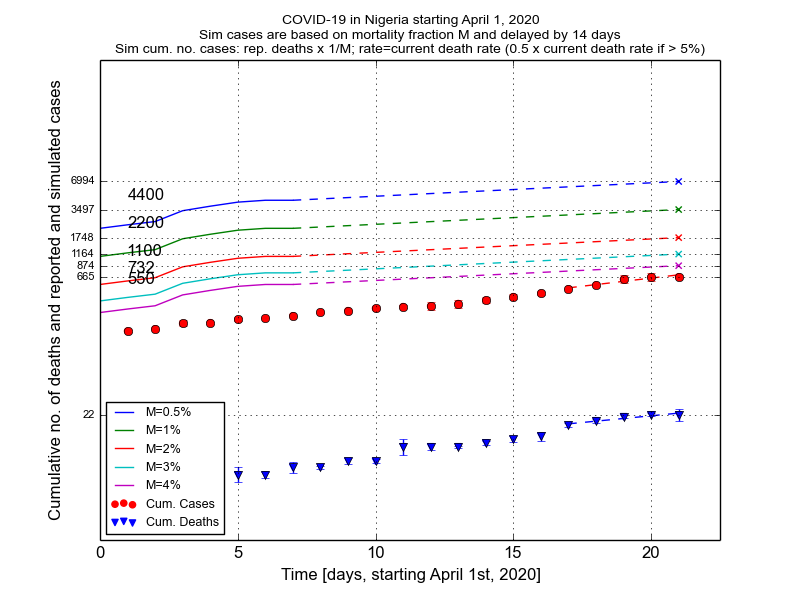 COVID-19 in Nigeria starting April 1, 2020
Sim cases are based on mortality fraction M and delayed by 14 days
Sim cum. no. cases: rep. deaths x 1/M; rate=current death rate (0.5 x current death rate if > 5%)
Cumulative no. of deaths and reported and simulated cases
6994
3497
1748
1164
874
665
22
4400
2200
1100
732
550
M=0.5%
M=1%
M=2%
M=3%
M=4%
Cum. Cases
Cum. Deaths
0 5 10 15 20
Time [days, starting April 1st, 2020]